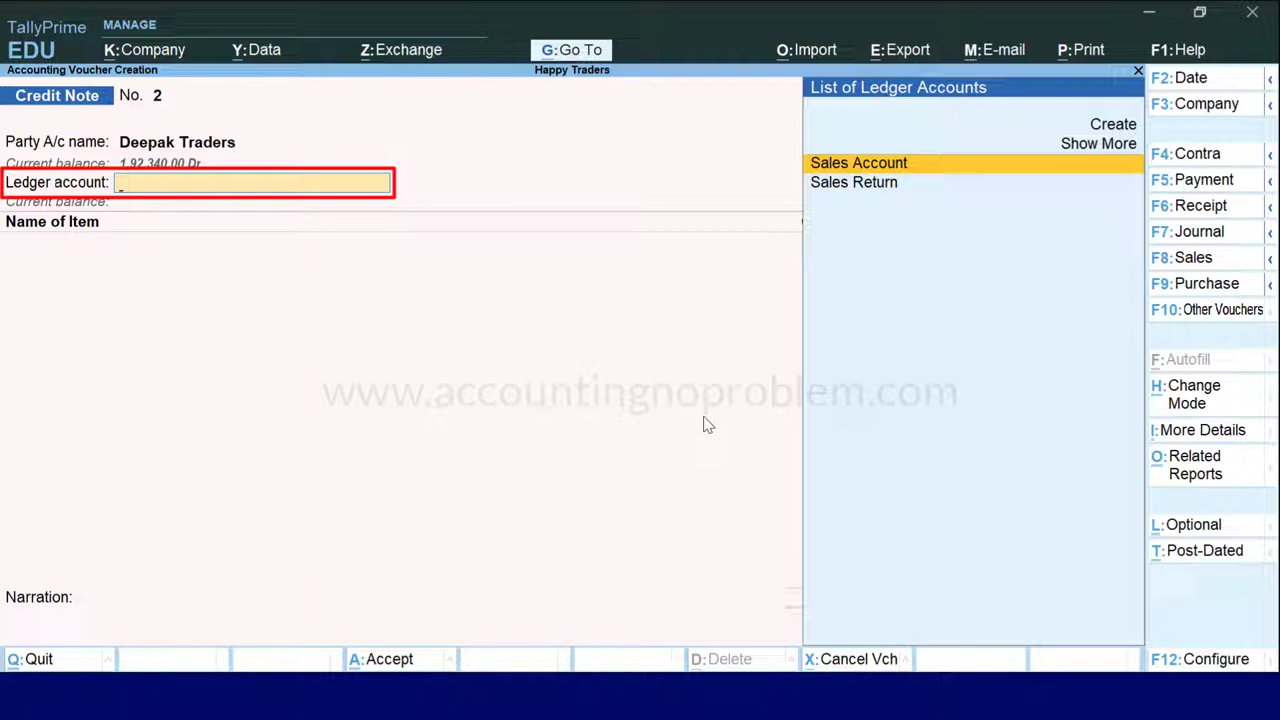 TallyPrime
EDU
MANAGE
K:Company
Y:Data
Z:Exchange
G:Go To
O:Import
E:Export
M:E-mail
P:Print
F1:Help
Accounting Voucher Creation
Happy Traders
Credit Note No. 2
Party A/c name: Deepak Traders
Current balance: 1,92,340.00 Dr
Ledger account:
Current balance:
Name of Item
List of Ledger Accounts
Create
Show More
Sales Account
Sales Return
F2:Date
F3:Company
F4:Contra
F5:Payment
F6:Receipt
F7:Journal
F8:Sales
F9:Purchase
F10:Other Vouchers
F:Autofill
H:Change
Mode
I:More Details
O:Related
Reports
L:Optional
T:Post-Dated
www.accountingnoproblem.com
Narration:
Q:Quit
A:Accept
D:Delete
X:Cancel Vch
F12:Configure